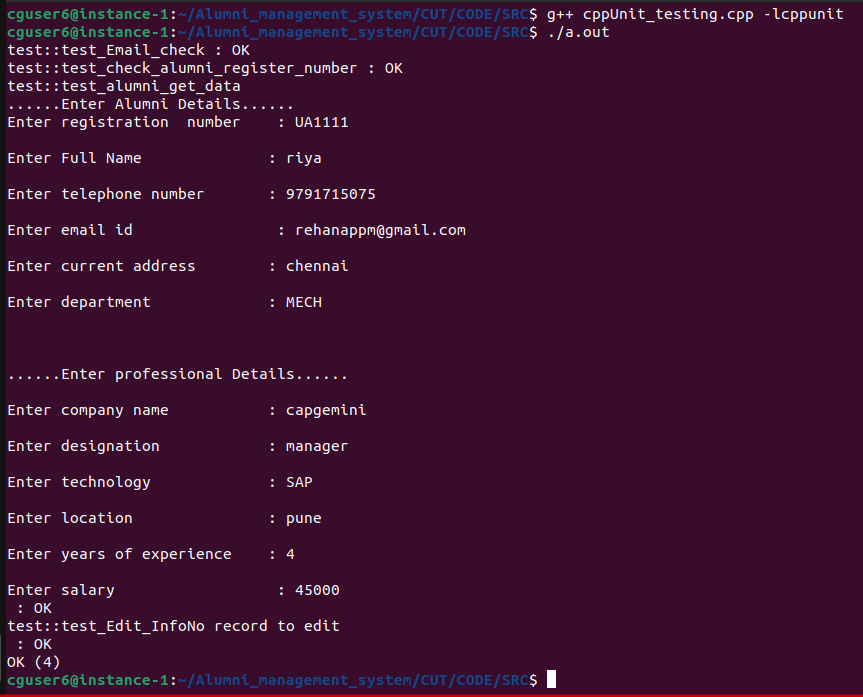 cguser6@instance-1:~/Alumni_management_system/CUT/CODE/SRC$ g++ cppUnit_testing.cpp -lcppunit
cguser6@instance-1:~/Alumni_management_system/CUT/CODE/SRC$ ./a.out
test::test_Email_check : OK
test::test_check_alumni_register_number : OK
test::test_alumni_get_data
......Enter Alumni Details......
Enter registration  number    : UA1111
Enter Full Name              : riya
Enter telephone number       : 9791715075
Enter email id                : rehanappm@gmail.com
Enter current address        : chennai
Enter department             : MECH
......Enter professional Details......
Enter company name           : capgemini
Enter designation            : manager
Enter technology             : SAP
Enter location               : pune
Enter years of experience    : 4
Enter salary                  : 45000
 : OK
test::test_Edit_InfoNo record to edit
 : OK
OK (4)
cguser6@instance-1:~/Alumni_management_system/CUT/CODE/SRC$